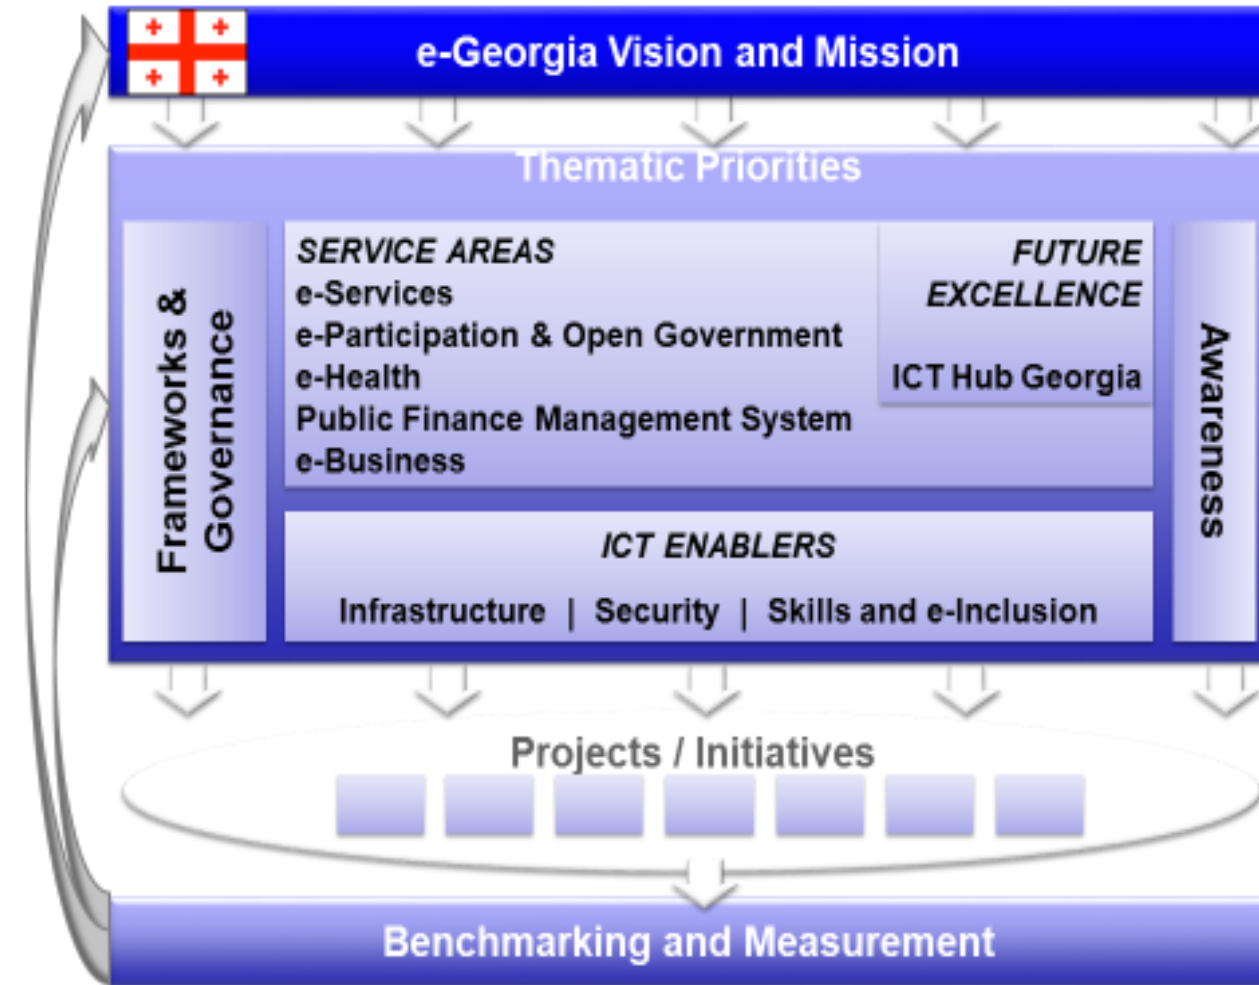 e-Georgia Vision and Mission
Thematic Priorities
Frameworks &
Governance
SERVICE AREAS
e-Services
e-Participation & Open Government
e-Health
Public Finance Management System
e-Business
FUTURE
EXCELLENCE
ICT Hub Georgia
ICT ENABLERS
Infrastructure | Security | Skills and e-Inclusion
Awareness
Projects / Initiatives
Benchmarking and Measurement